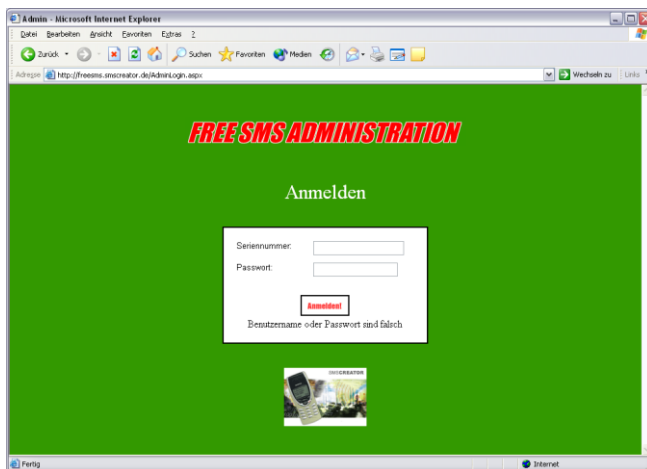 Admin - Microsoft Internet Explorer
Datei Bearbeiten Ansicht Favoriten Extras ?
Zurück Suchen Favoriten Medien
Adresse http://freesms.smscreator.de/AdminLogin.aspx Wechseln zu Links
FREE SMS ADMINISTRATION
Anmelden
Seriennummer:
Passwort:
Anmelden!
Benutzername oder Passwort sind falsch
SMSCREATOR
Fertig Internet